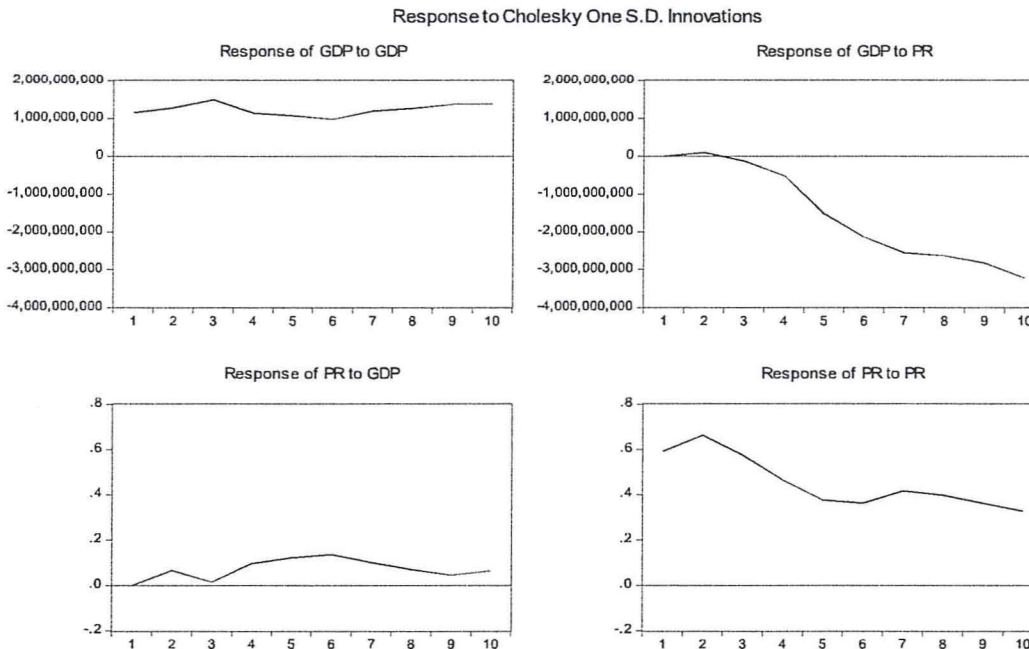 Response to Cholesky One S.D. Innovations
Response of GDP to GDP
2,000,000,000
1,000,000,000
0
-1,000,000,000
-2,000,000,000
-3,000,000,000
-4,000,000,000
1 2 3 4 5 6 7 8 9 10
Response of GDP to PR
2,000,000,000
1,000,000,000
0
-1,000,000,000
-2,000,000,000
-3,000,000,000
-4,000,000,000
1 2 3 4 5 6 7 8 9 10
Response of PR to GDP
.8
.6
.4
.2
.0
-.2
1 2 3 4 5 6 7 8 9 10
Response of PR to PR
.8
.6
.4
.2
.0
-.2
1 2 3 4 5 6 7 8 9 10